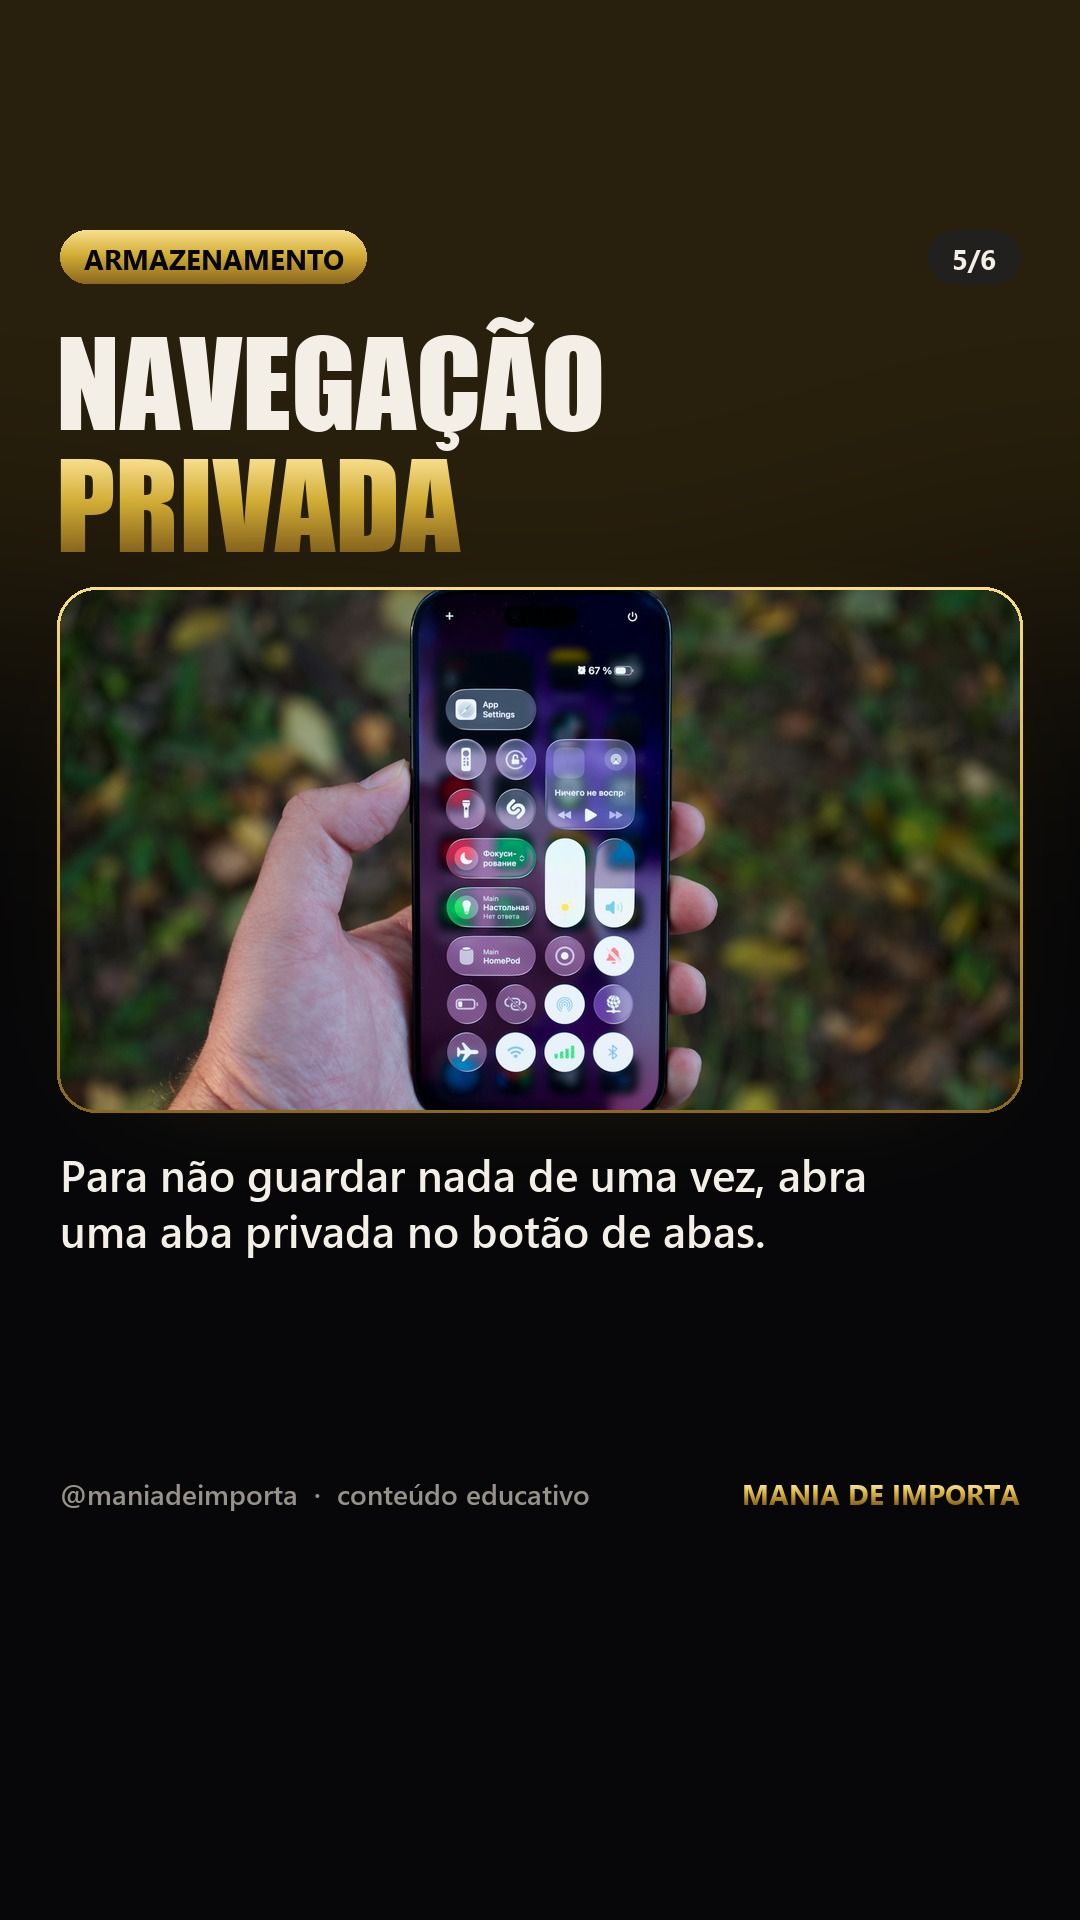 ARMAZENAMENTO
5/6
NAVEGAÇÃO
PRIVADA
67 %
App
Settings
Ничего не воспр
Фокуси-
рование
Main
Настольная
Нет ответа
Main
HomePod
Para não guardar nada de uma vez, abra
uma aba privada no botão de abas.
@maniadeimporta · conteúdo educativo
MANIA DE IMPORTA